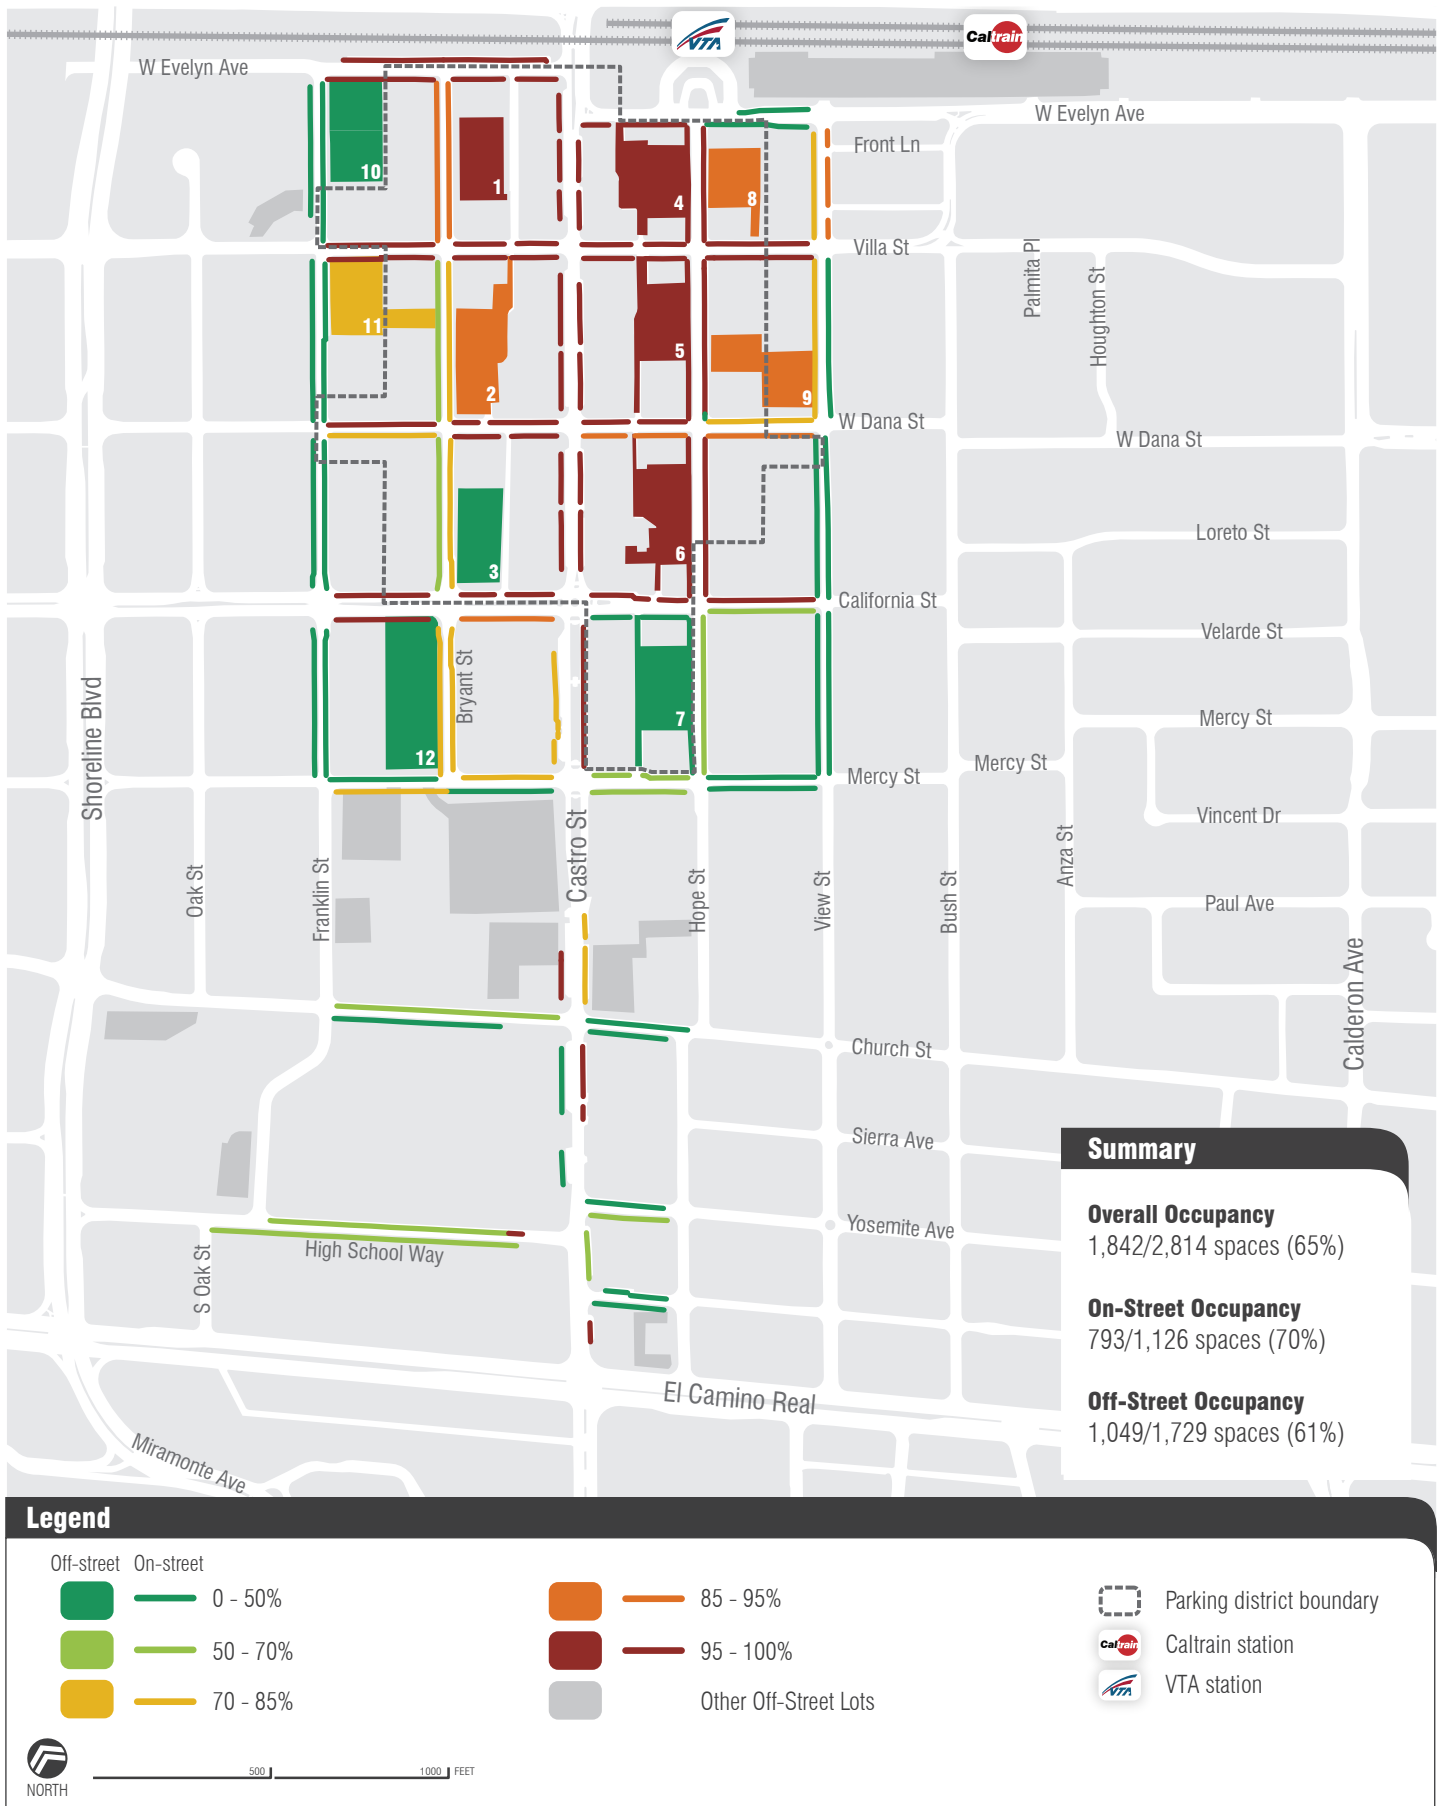 VTA
Caltrain
W Evelyn Ave
W Evelyn Ave
Front Ln
10
1
4
8
Villa St
Palmita Pl
Houghton St
11
5
2
9
W Dana St
W Dana St
Loreto St
6
3
California St
Velarde St
Bryant St
Shoreline Blvd
7
12
Mercy St
Mercy St
Mercy St
Vincent Dr
Castro St
Anza St
Oak St
Franklin St
Hope St
View St
Bush St
Paul Ave
Calderon Ave
Church St
Sierra Ave
Yosemite Ave
High School Way
S Oak St
El Camino Real
Miramonte Ave
Summary
Overall Occupancy
1,842/2,814 spaces (65%)
On-Street Occupancy
793/1,126 spaces (70%)
Off-Street Occupancy
1,049/1,729 spaces (61%)
Legend
Off-street On-street
0 - 50%
50 - 70%
70 - 85%
85 - 95%
95 - 100%
Other Off-Street Lots
Parking district boundary
Caltrain Caltrain station
VTA VTA station
NORTH
500 1000 FEET